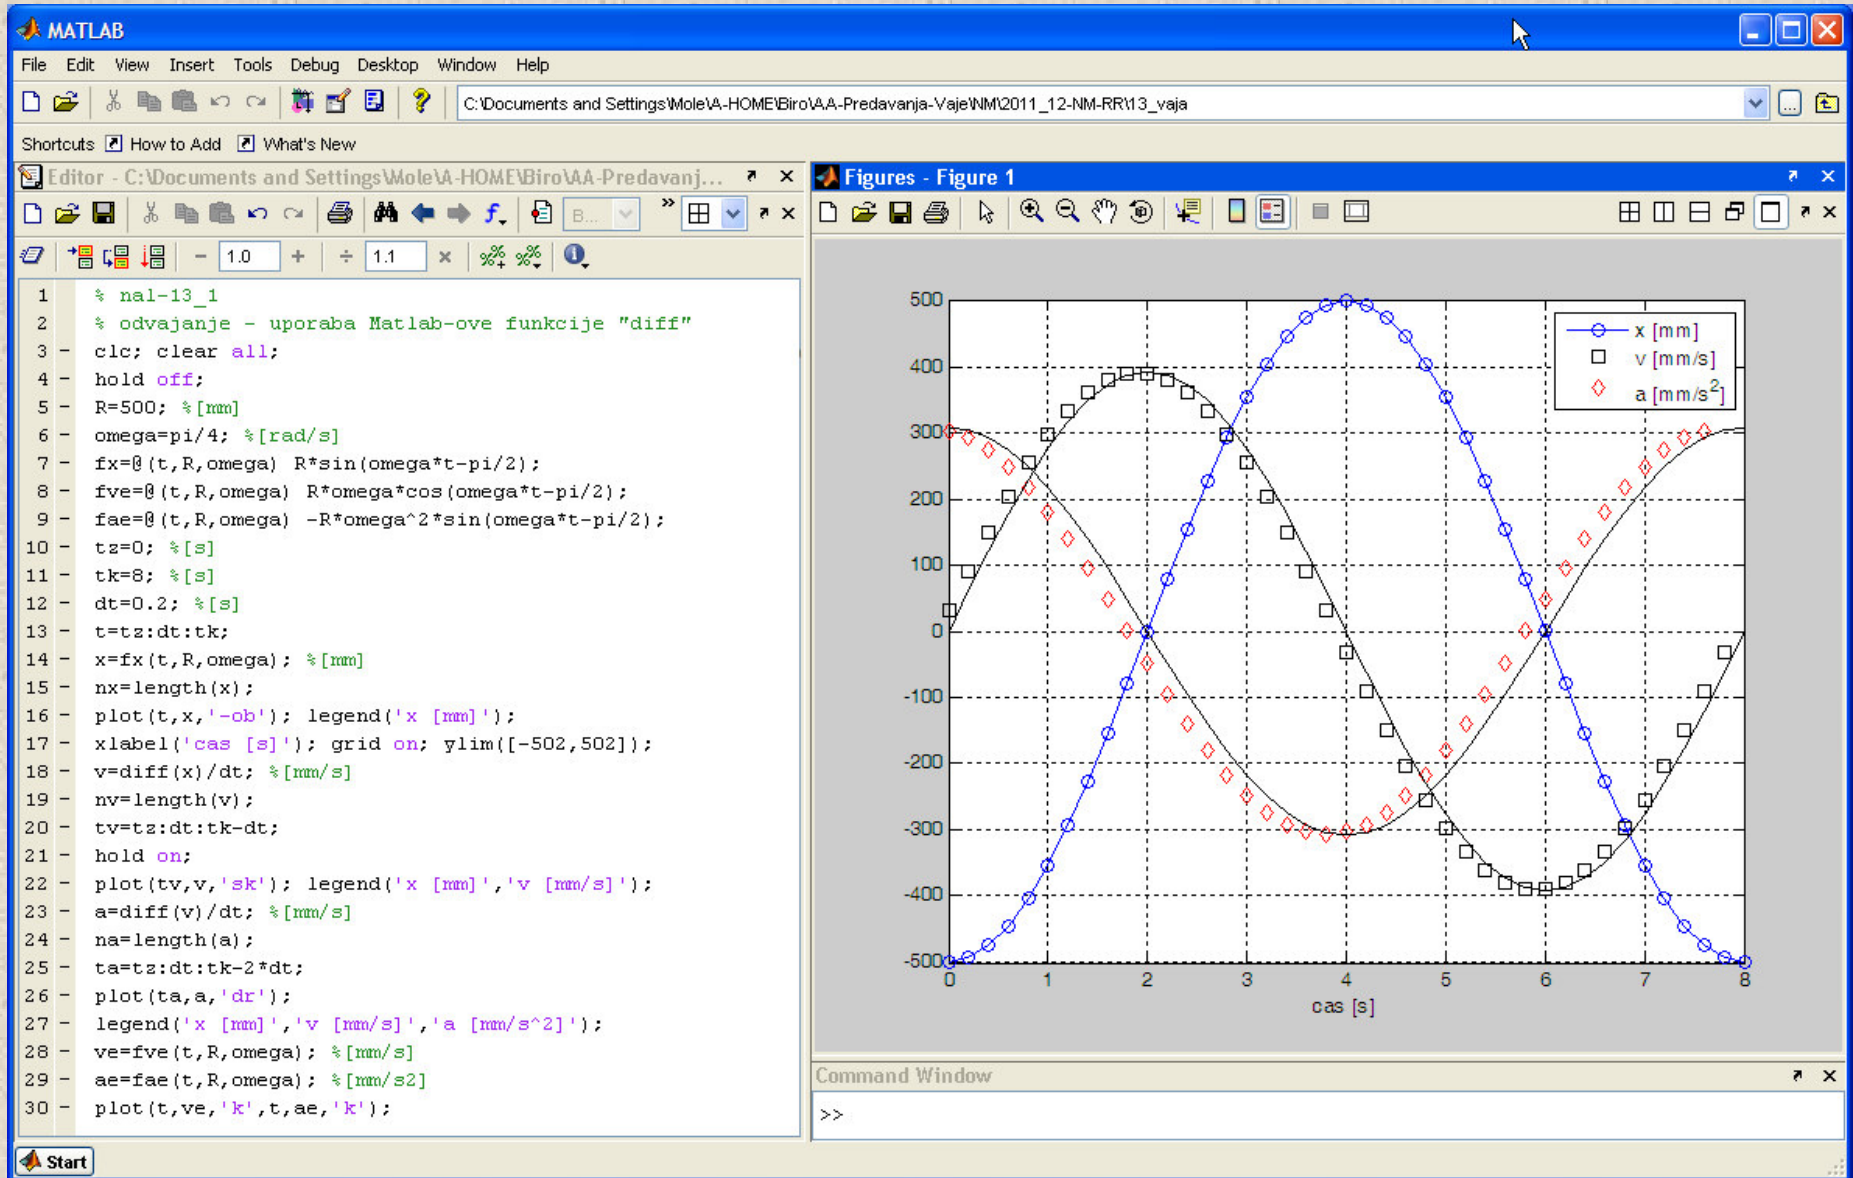 MATLAB
File Edit View Insert Tools Debug Desktop Window Help
C:\Documents and Settings\Mole\A-HOME\Biro\AA-Predavanja-Vaje\NM\2011_12-NM-RR\13_vaja
Shortcuts How to Add What's New
Editor - C:\Documents and Settings\Mole\A-HOME\Biro\AA-Predavanj...
B...
1.0
1.1
1 % nal-13_1
2 % odvajanje - uporaba Matlab-ove funkcije "diff"
3 - clc; clear all;
4 - hold off;
5 - R=500; %[mm]
6 - omega=pi/4; %[rad/s]
7 - fx=@(t,R,omega) R*sin(omega*t-pi/2);
8 - fve=@(t,R,omega) R*omega*cos(omega*t-pi/2);
9 - fae=@(t,R,omega) -R*omega^2*sin(omega*t-pi/2);
10 - tz=0; %[s]
11 - tk=8; %[s]
12 - dt=0.2; %[s]
13 - t=tz:dt:tk;
14 - x=fx(t,R,omega); %[mm]
15 - nx=length(x);
16 - plot(t,x,'-ob'); legend('x [mm]');
17 - xlabel('cas [s]'); grid on; ylim([-502,502]);
18 - v=diff(x)/dt; %[mm/s]
19 - nv=length(v);
20 - tv=tz:dt:tk-dt;
21 - hold on;
22 - plot(tv,v,'sk'); legend('x [mm]','v [mm/s]');
23 - a=diff(v)/dt; %[mm/s]
24 - na=length(a);
25 - ta=tz:dt:tk-2*dt;
26 - plot(ta,a,'dr');
27 - legend('x [mm]','v [mm/s]','a [mm/s^2]');
28 - ve=fve(t,R,omega); %[mm/s]
29 - ae=fae(t,R,omega); %[mm/s2]
30 - plot(t,ve,'k',t,ae,'k');
Figures - Figure 1
500
400
300
200
100
0
-100
-200
-300
-400
-500
0 1 2 3 4 5 6 7 8
cas [s]
x [mm]
v [mm/s]
a [mm/s²]
Command Window
>>
Start